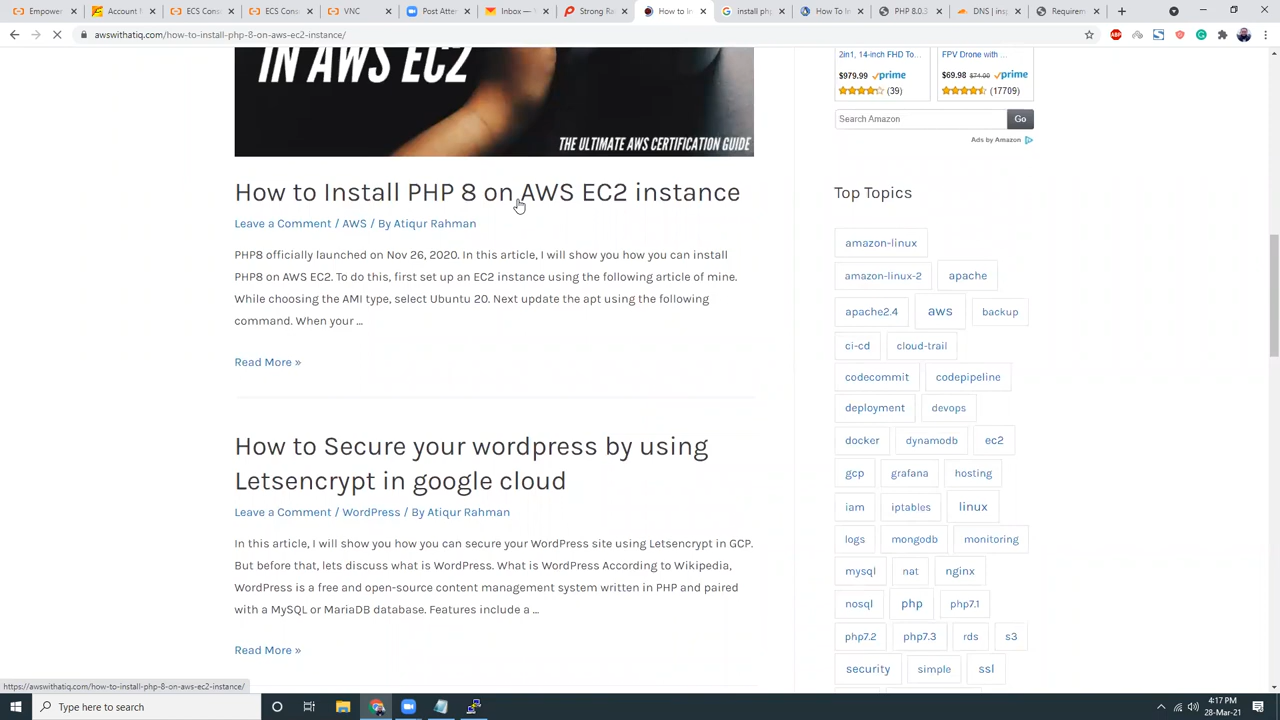 Empower
Account
ECS Cons
ECS Cons
VNC
Inbox —
Strong Ra
How to In
install php
How To In
PHP 8.0.3
Requirem
awswithatiq.com/how-to-install-php-8-on-aws-ec2-instance/
IN AWS EC2
THE ULTIMATE AWS CERTIFICATION GUIDE
How to Install PHP 8 on AWS EC2 instance
Leave a Comment / AWS / By Atiqur Rahman
PHP8 officially launched on Nov 26, 2020. In this article, I will show you how you can install
PHP8 on AWS EC2. To do this, first set up an EC2 instance using the following article of mine.
While choosing the AMI type, select Ubuntu 20. Next update the apt using the following
command. When your …
Read More »
How to Secure your wordpress by using
Letsencrypt in google cloud
Leave a Comment / WordPress / By Atiqur Rahman
In this article, I will show you how you can secure your WordPress site using Letsencrypt in GCP.
But before that, lets discuss what is WordPress. What is WordPress According to Wikipedia,
WordPress is a free and open-source content management system written in PHP and paired
with a MySQL or MariaDB database. Features include a …
Read More »
2in1, 14-inch FHD To...
FPV Drone with ...
$979.99 prime
$69.98 $74.00 prime
(39)
(17709)
Search Amazon
Go
Ads by Amazon
Top Topics
amazon-linux
amazon-linux-2 apache
apache2.4 aws backup
ci-cd cloud-trail
codecommit codepipeline
deployment devops
docker dynamodb ec2
gcp grafana hosting
iam iptables linux
logs mongodb monitoring
mysql nat nginx
nosql php php7.1
php7.2 php7.3 rds s3
security simple ssl
https://awswithatiq.com/how-to-install-php-8-on-aws-ec2-instance/
Type here to search
4:17 PM
28-Mar-21